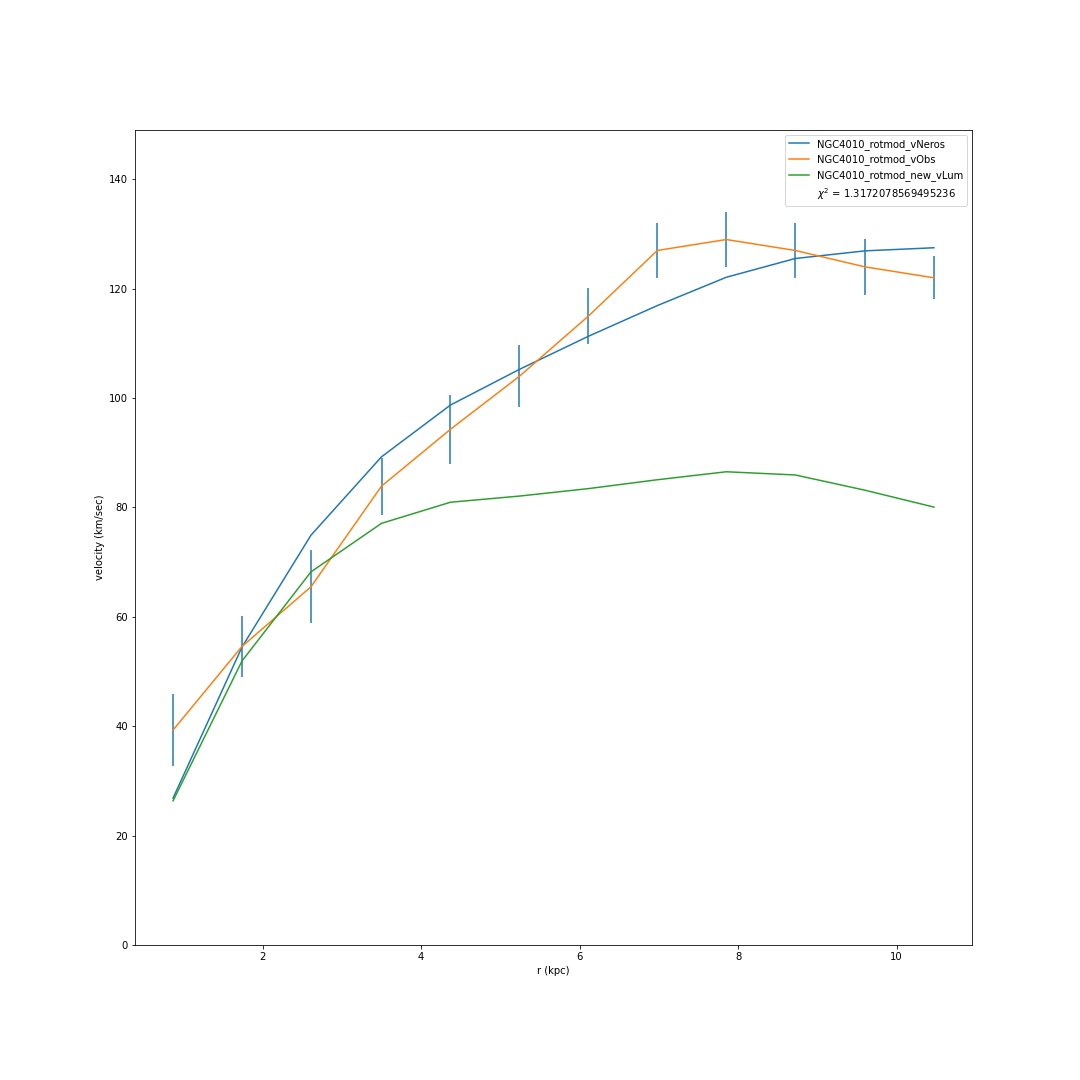 NGC4010_rotmod_vNeros
NGC4010_rotmod_vObs
NGC4010_rotmod_new_vLum
χ² = 1.3172078569495236
140
120
100
80
60
40
20
0
velocity (km/sec)
2 4 6 8 10
r (kpc)